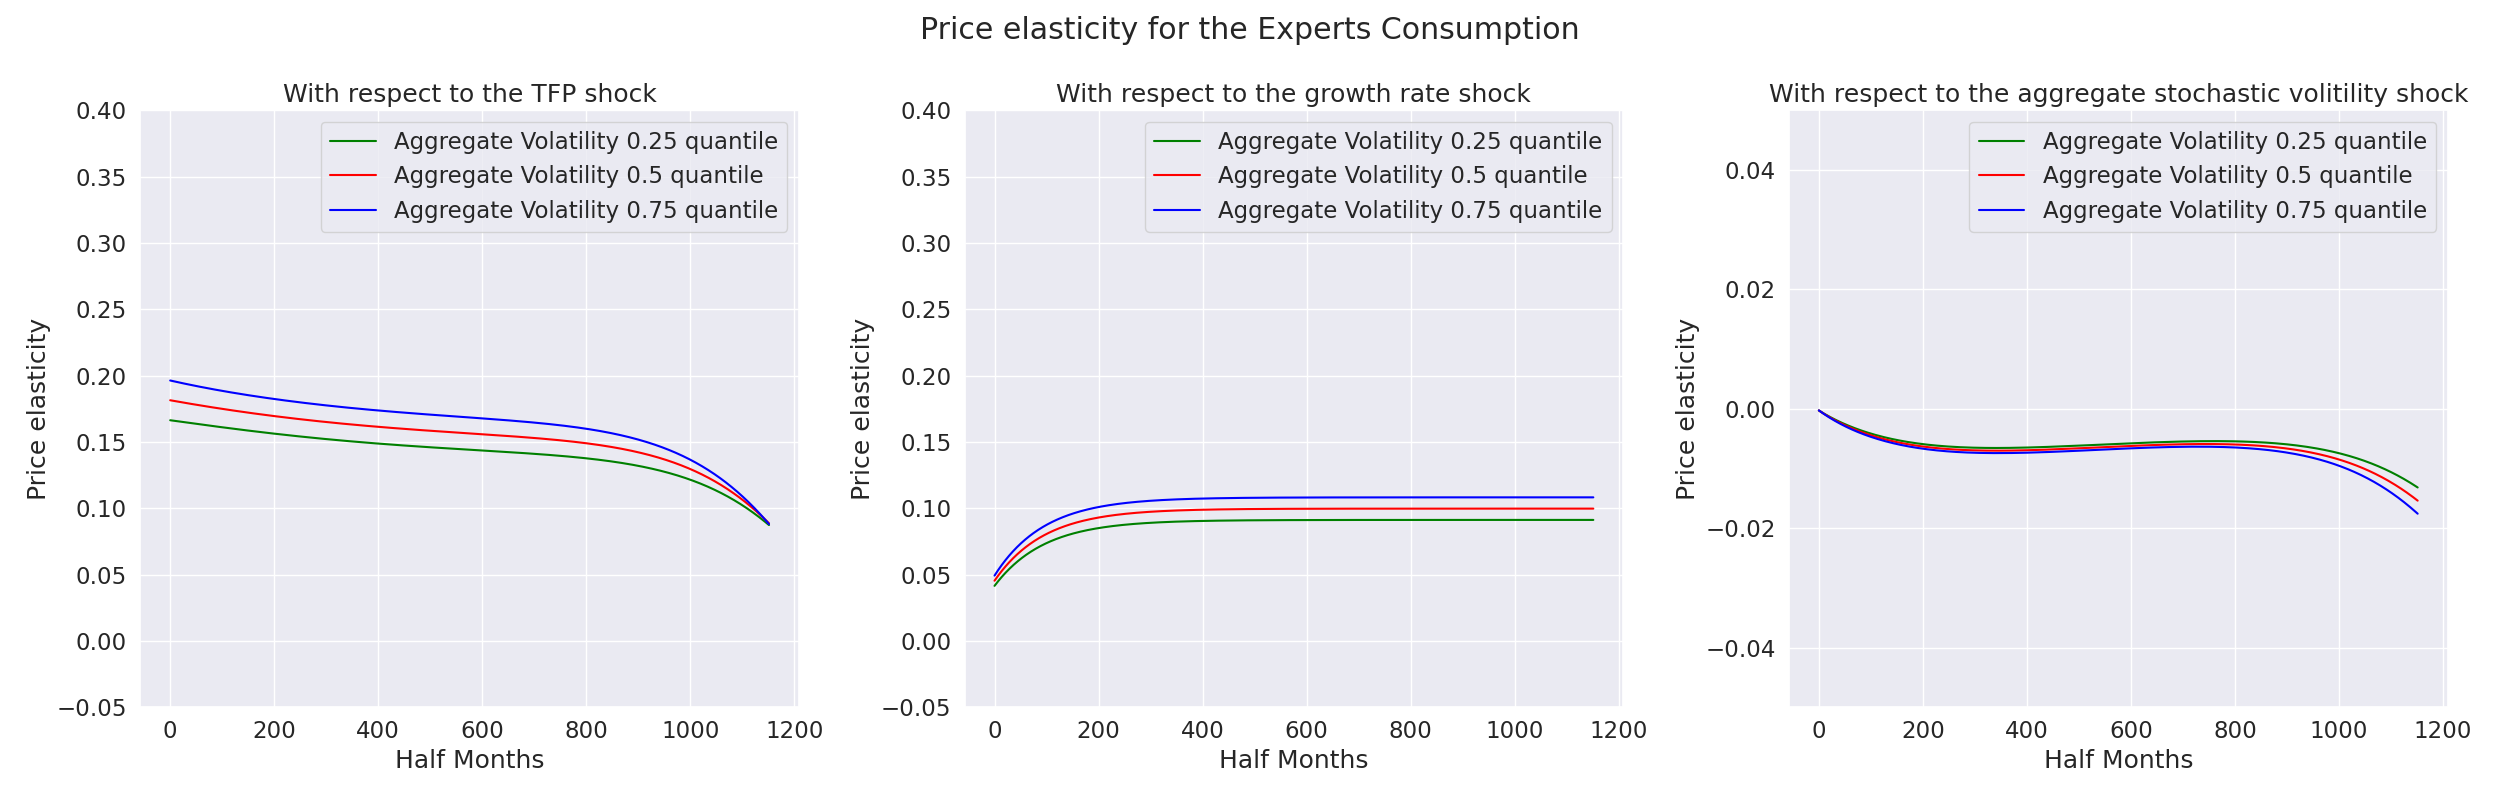 Price elasticity for the Experts Consumption
With respect to the TFP shock
Price elasticity
0.40
0.35
0.30
0.25
0.20
0.15
0.10
0.05
0.00
−0.05
Aggregate Volatility 0.25 quantile
Aggregate Volatility 0.5 quantile
Aggregate Volatility 0.75 quantile
0 200 400 600 800 1000 1200
Half Months
With respect to the growth rate shock
Price elasticity
0.40
0.35
0.30
0.25
0.20
0.15
0.10
0.05
0.00
−0.05
Aggregate Volatility 0.25 quantile
Aggregate Volatility 0.5 quantile
Aggregate Volatility 0.75 quantile
0 200 400 600 800 1000 1200
Half Months
With respect to the aggregate stochastic volitility shock
Price elasticity
0.04
0.02
0.00
−0.02
−0.04
Aggregate Volatility 0.25 quantile
Aggregate Volatility 0.5 quantile
Aggregate Volatility 0.75 quantile
0 200 400 600 800 1000 1200
Half Months